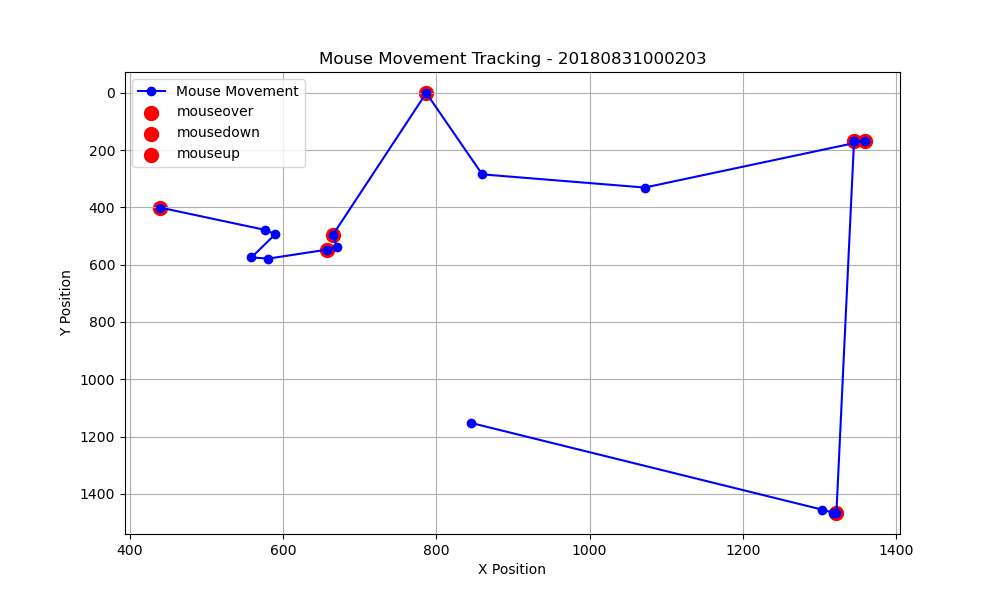 Mouse Movement Tracking - 20180831000203
Mouse Movement
mouseover
mousedown
mouseup
0
200
400
600
800
1000
1200
1400
Y Position
400 600 800 1000 1200 1400
X Position